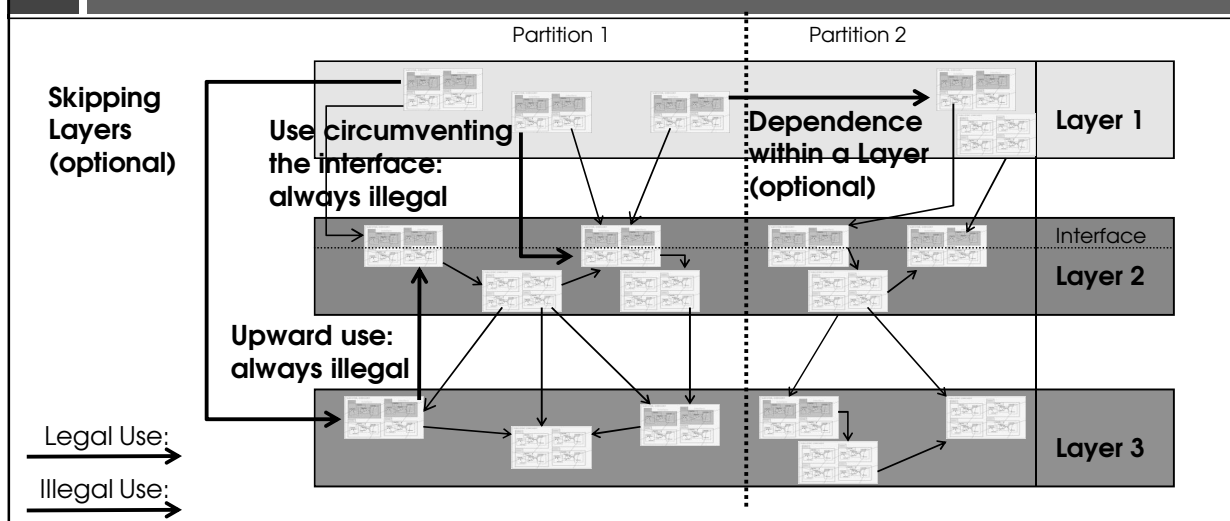 Partition 1
Partition 2
Skipping
Layers
(optional)
Use circumventing
the interface:
always illegal
Dependence
within a Layer
(optional)
Layer 1
Interface
Layer 2
Upward use:
always illegal
Layer 3
Legal Use:
Illegal Use: